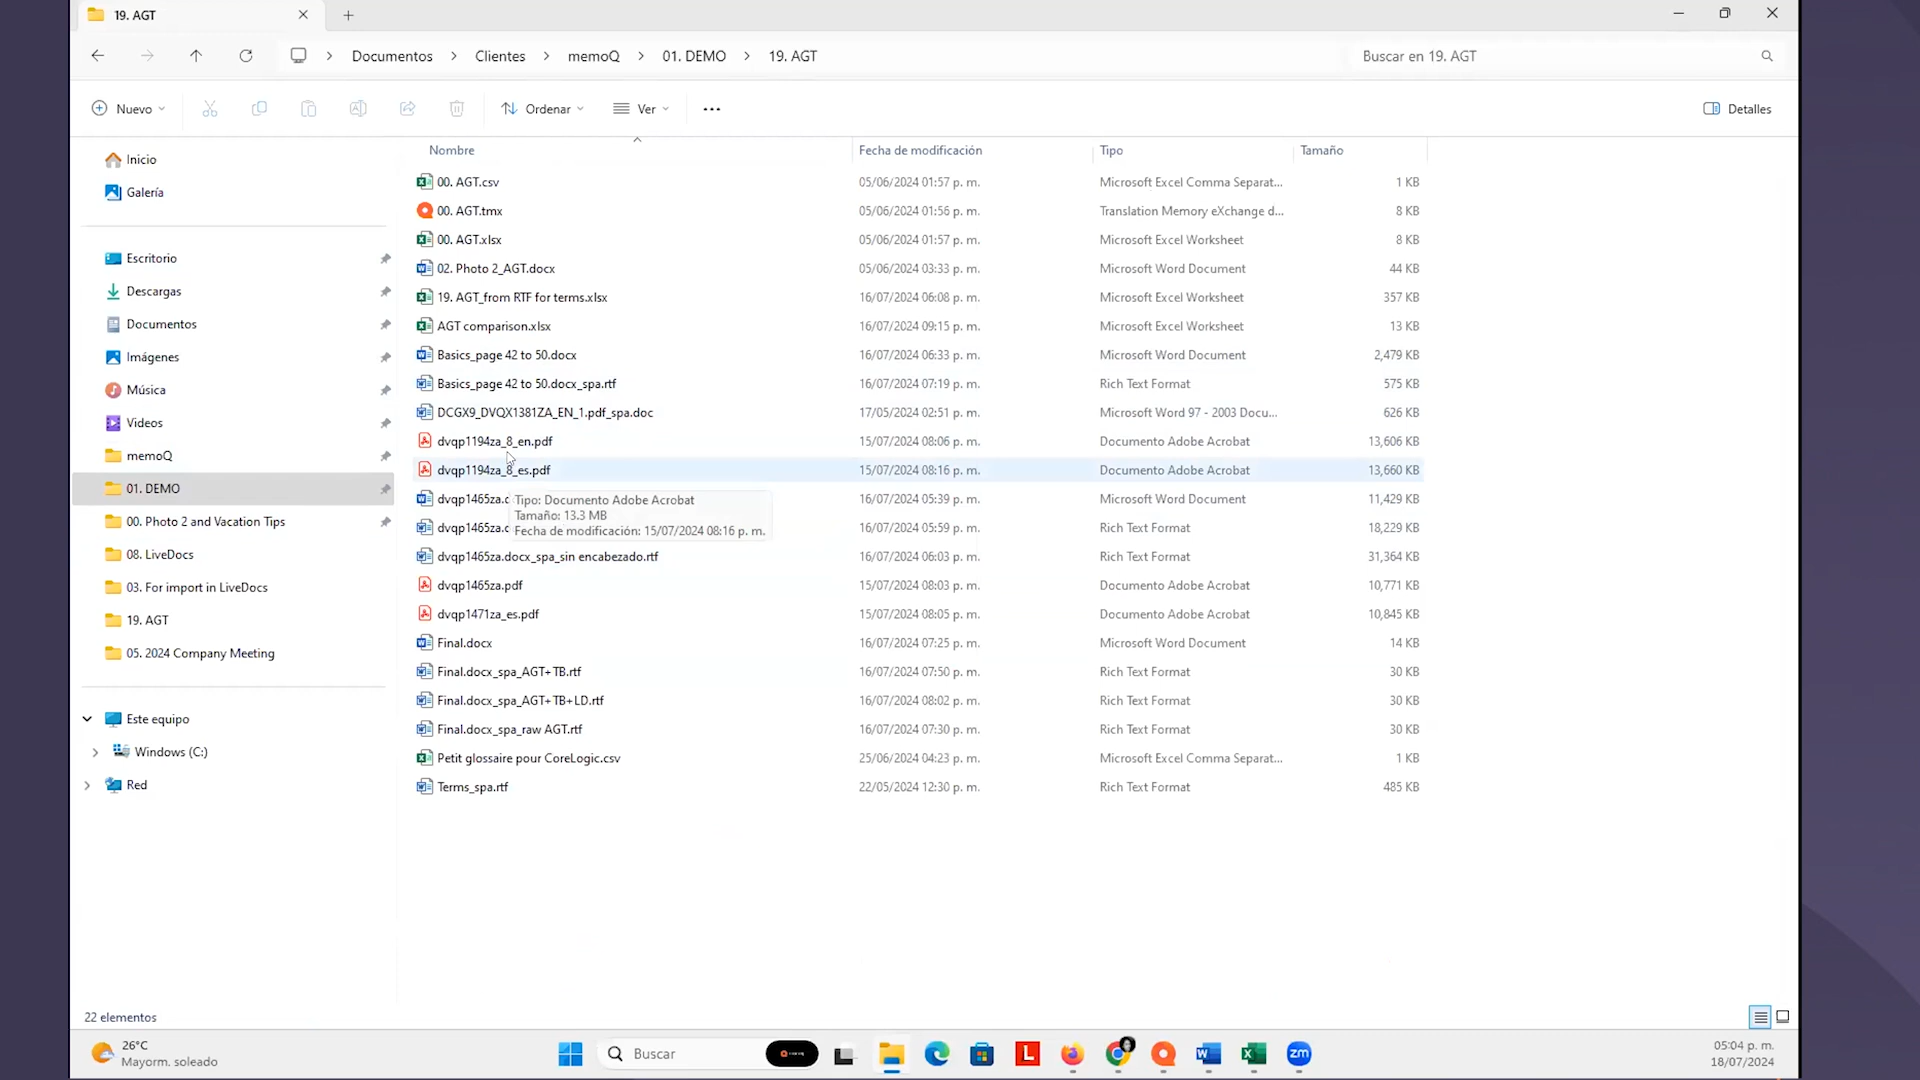 19. AGT
Documentos
Clientes
memoQ
01. DEMO
19. AGT
Buscar en 19. AGT
Nuevo
Ordenar
Ver
Detalles
Nombre Fecha de modificación Tipo Tamaño
Inicio
Galería
Escritorio
Descargas
Documentos
Imágenes
Música
Videos
memoQ
01. DEMO
00. Photo 2 and Vacation Tips
08. LiveDocs
03. For import in LiveDocs
19. AGT
05. 2024 Company Meeting
Este equipo
Windows (C:)
Red
00. AGT.csv 05/06/2024 01:57 p. m. Microsoft Excel Comma Separat... 1 KB
00. AGT.tmx 05/06/2024 01:56 p. m. Translation Memory eXchange d... 8 KB
00. AGT.xlsx 05/06/2024 01:57 p. m. Microsoft Excel Worksheet 8 KB
02. Photo 2_AGT.docx 05/06/2024 03:33 p. m. Microsoft Word Document 44 KB
19. AGT_from RTF for terms.xlsx 16/07/2024 06:08 p. m. Microsoft Excel Worksheet 357 KB
AGT comparison.xlsx 16/07/2024 09:15 p. m. Microsoft Excel Worksheet 13 KB
Basics_page 42 to 50.docx 16/07/2024 06:33 p. m. Microsoft Word Document 2,479 KB
Basics_page 42 to 50.docx_spa.rtf 16/07/2024 07:19 p. m. Rich Text Format 575 KB
DCGX9_DVQX1381ZA_EN_1.pdf_spa.doc 17/05/2024 02:51 p. m. Microsoft Word 97 - 2003 Docu... 626 KB
dvqp1194za_8_en.pdf 15/07/2024 08:06 p. m. Documento Adobe Acrobat 13,606 KB
dvqp1194za_8_es.pdf 15/07/2024 08:16 p. m. Documento Adobe Acrobat 13,660 KB
dvqp1465za.d 16/07/2024 05:39 p. m. Microsoft Word Document 11,429 KB
dvqp1465za.d 16/07/2024 05:59 p. m. Rich Text Format 18,229 KB
Tipo: Documento Adobe Acrobat
Tamaño: 13.3 MB
Fecha de modificación: 15/07/2024 08:16 p. m.
dvqp1465za.docx_spa_sin encabezado.rtf 16/07/2024 06:03 p. m. Rich Text Format 31,364 KB
dvqp1465za.pdf 15/07/2024 08:03 p. m. Documento Adobe Acrobat 10,771 KB
dvqp1471za_es.pdf 15/07/2024 08:05 p. m. Documento Adobe Acrobat 10,845 KB
Final.docx 16/07/2024 07:25 p. m. Microsoft Word Document 14 KB
Final.docx_spa_AGT+TB.rtf 16/07/2024 07:50 p. m. Rich Text Format 30 KB
Final.docx_spa_AGT+TB+LD.rtf 16/07/2024 08:02 p. m. Rich Text Format 30 KB
Final.docx_spa_raw AGT.rtf 16/07/2024 07:30 p. m. Rich Text Format 30 KB
Petit glossaire pour CoreLogic.csv 25/06/2024 04:23 p. m. Microsoft Excel Comma Separat... 1 KB
Terms_spa.rtf 22/05/2024 12:30 p. m. Rich Text Format 485 KB
22 elementos
26°C
Mayorm. soleado
Buscar
L
zm
05:04 p. m.
18/07/2024